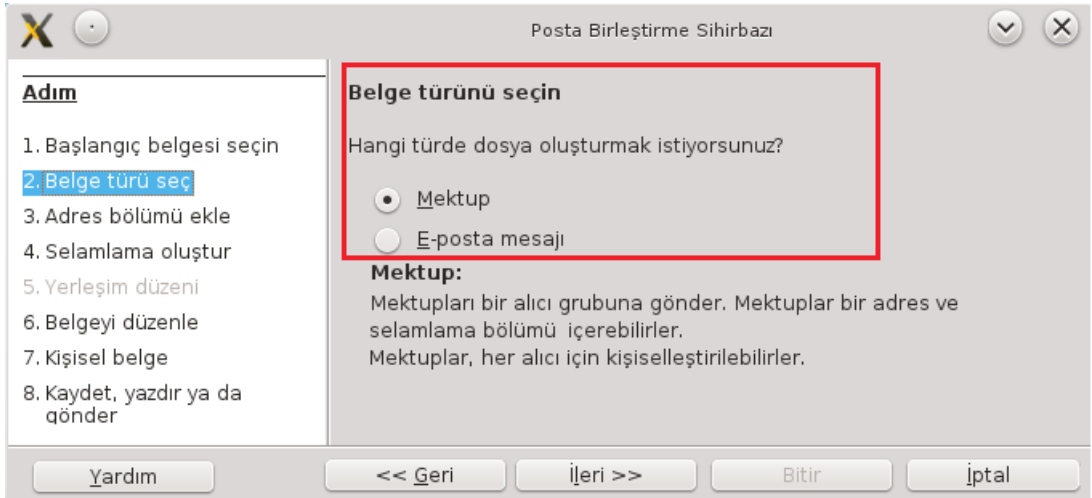 Posta Birleştirme Sihirbazı
Adım
1. Başlangıç belgesi seçin
2. Belge türü seç
3. Adres bölümü ekle
4. Selamlama oluştur
5. Yerleşim düzeni
6. Belgeyi düzenle
7. Kişisel belge
8. Kaydet, yazdır ya da
gönder
Belge türünü seçin
Hangi türde dosya oluşturmak istiyorsunuz?
Mektup
E-posta mesajı
Mektup:
Mektupları bir alıcı grubuna gönder. Mektuplar bir adres ve
selamlama bölümü  içerebilirler.
Mektuplar, her alıcı için kişiselleştirilebilirler.
Yardım
<< Geri
İleri >>
Bitir
İptal